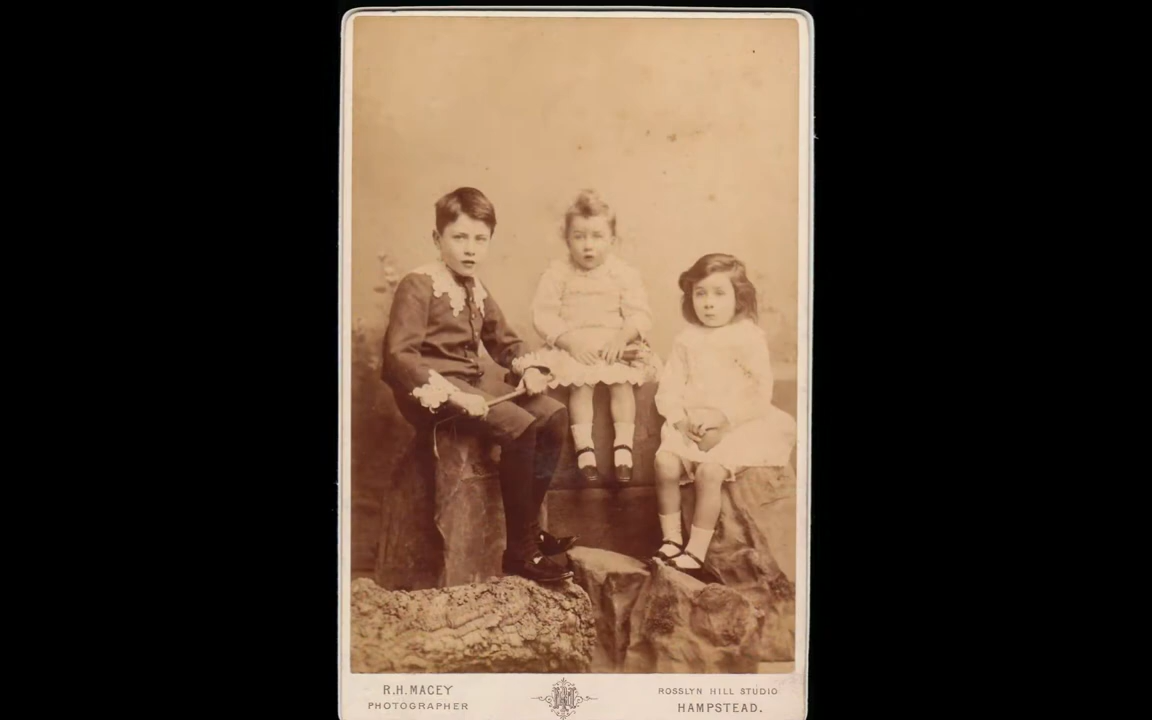 R.H.MACEY
PHOTOGRAPHER
ROSSLYN HILL STUDIO
HAMPSTEAD.